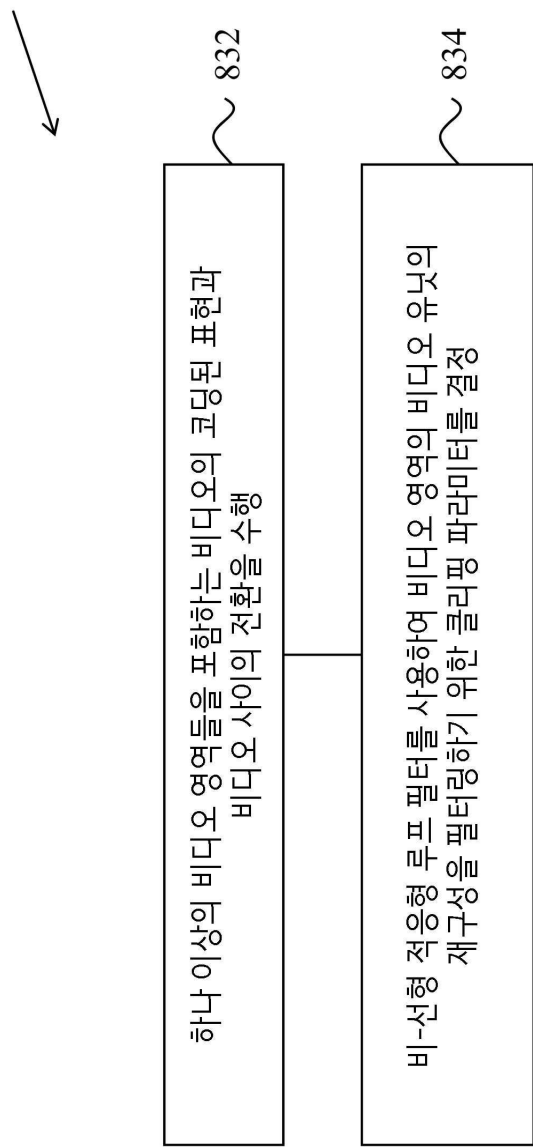 하나 이상의 비디오 영역들을 포함하는 비디오의 코딩된 표현과
비디오 사이의 전환을 수행
832
비-선형 적응형 루프 필터를 사용하여 비디오 영역의 비디오 유닛의
재구성을 필터링하기 위한 클리핑 파라미터를 결정
834